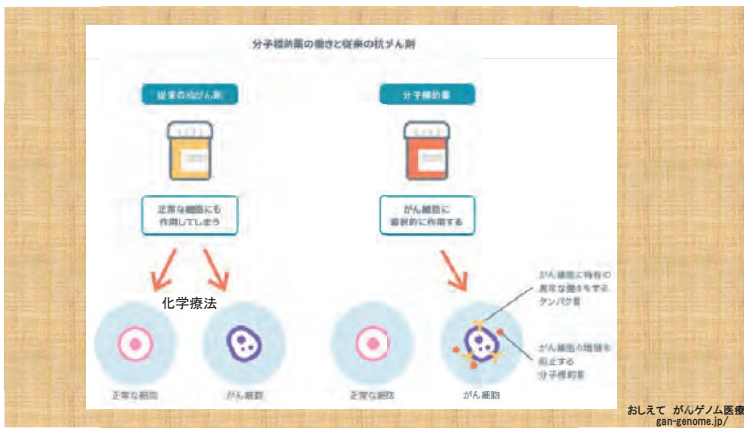 分子標的薬の働きと従来の抗がん剤
従来の抗がん剤
分子標的薬
正常な細胞にも
作用してしまう
がん細胞に
選択的に作用する
化学療法
がん細胞に特有の
異常な働きをする
タンパク質
がん細胞の増殖を
阻止する
分子標的薬
正常な細胞
がん細胞
正常な細胞
がん細胞
おしえて がんゲノム医療
gan-genome.jp/